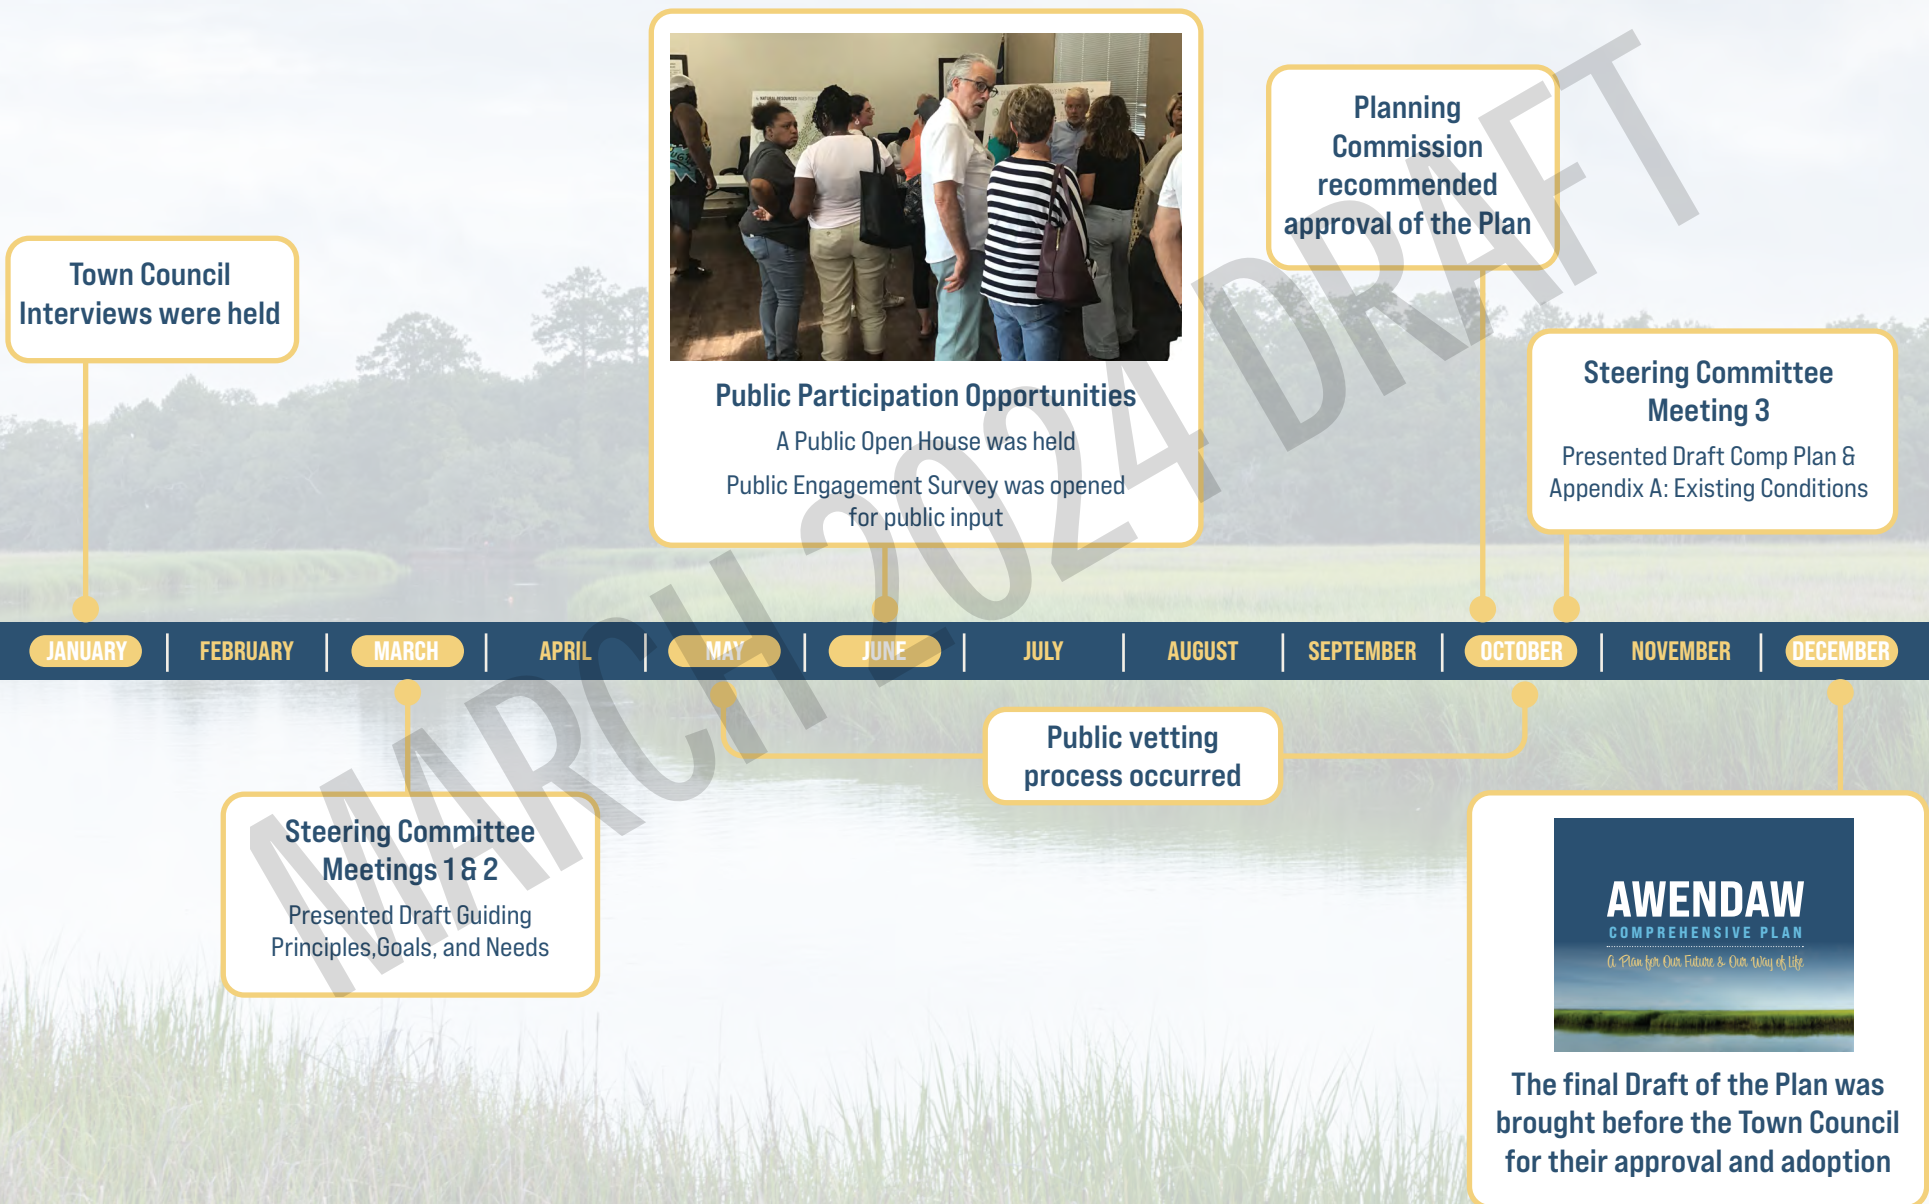 Town Council
Interviews were held
NATURAL RESOURCES
Public Participation Opportunities
A Public Open House was held
Public Engagement Survey was opened
for public input
Planning
Commission
recommended
approval of the Plan
Steering Committee
Meeting 3
Presented Draft Comp Plan &
Appendix A: Existing Conditions
JANUARY
FEBRUARY
MARCH
APRIL
MAY
JUNE
JULY
AUGUST
SEPTEMBER
OCTOBER
NOVEMBER
DECEMBER
Steering Committee
Meetings 1 & 2
Presented Draft Guiding
Principles,Goals, and Needs
Public vetting
process occurred
AWENDAW
COMPREHENSIVE PLAN
A Plan for Our Future & Our Way of Life
The final Draft of the Plan was
brought before the Town Council
for their approval and adoption
MARCH 2024 DRAFT